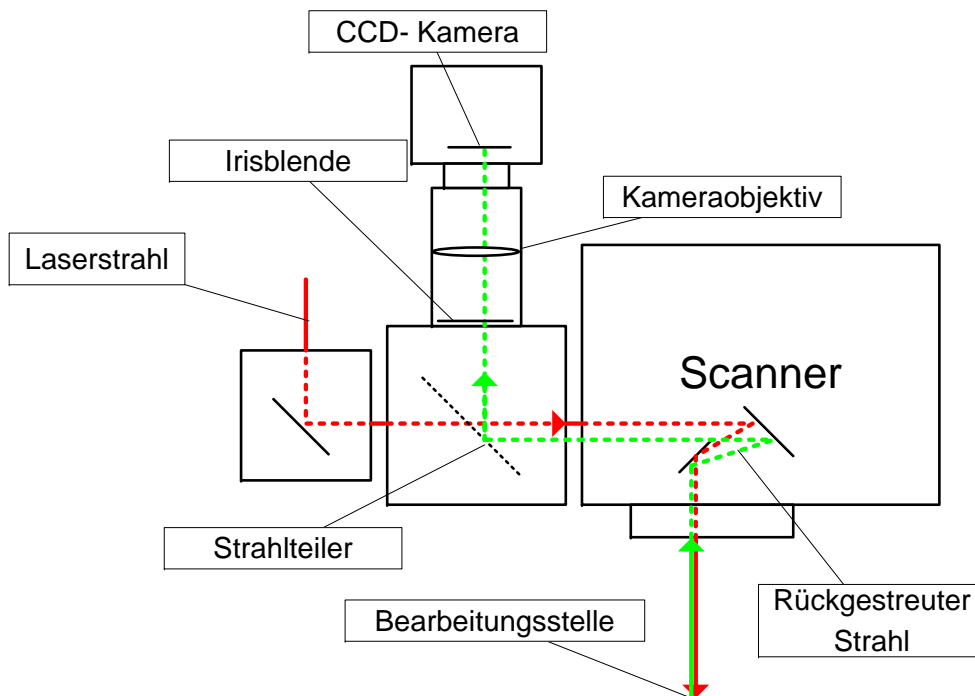 CCD- Kamera
Irisblende
Kameraobjektiv
Laserstrahl
Scanner
Strahlteiler
Rückgestreuter
Strahl
Bearbeitungsstelle